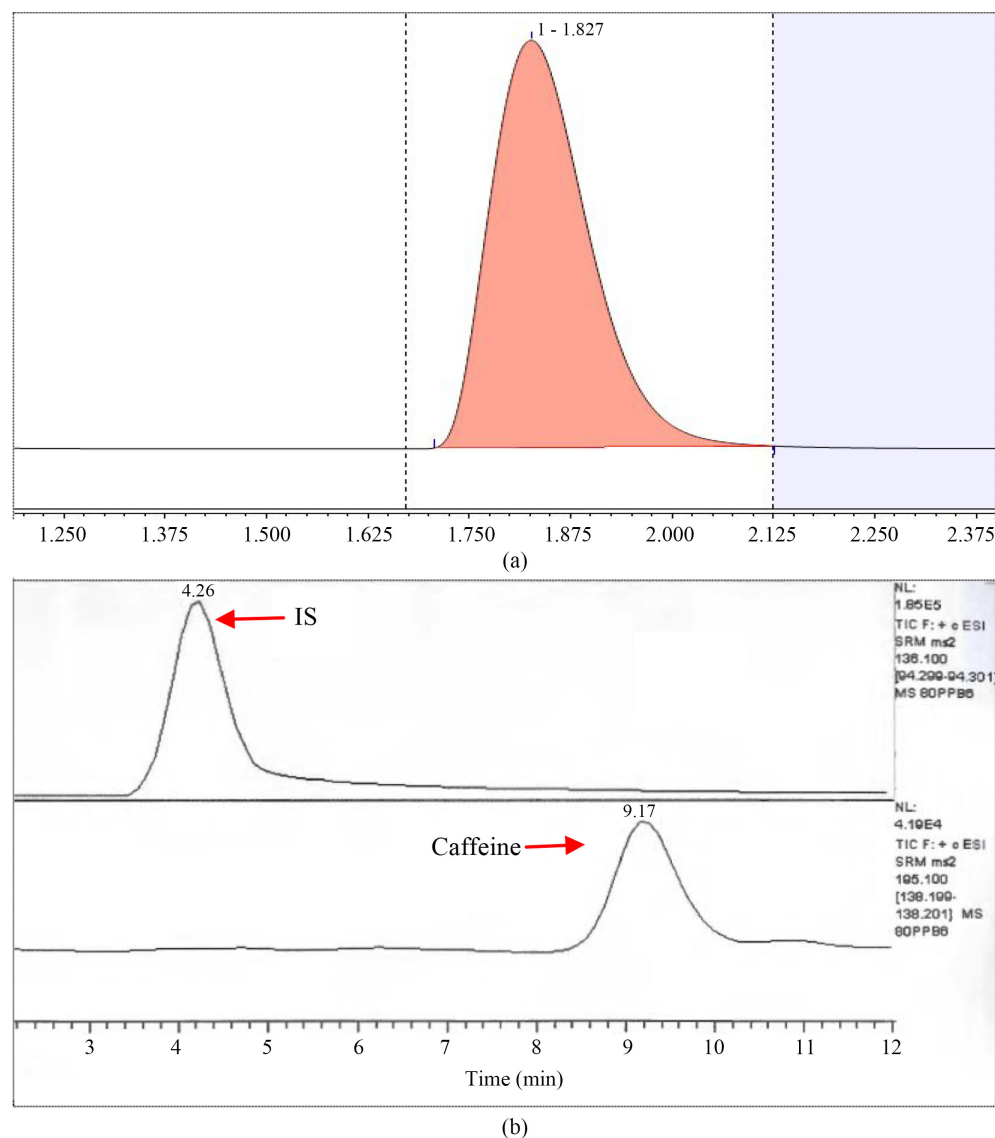 1 - 1.827
1.250 1.375 1.500 1.625 1.750 1.875 2.000 2.125 2.250 2.375
(a)
4.26
IS
NL:
1.85E5
TIC F: + c ESI
SRM ms2
136.100
[94.299-94.301]
MS 80PPB6
9.17
Caffeine
NL:
4.19E4
TIC F: + c ESI
SRM ms2
195.100
[138.199-
138.201] MS
80PPB6
3 4 5 6 7 8 9 10 11 12
Time (min)
(b)